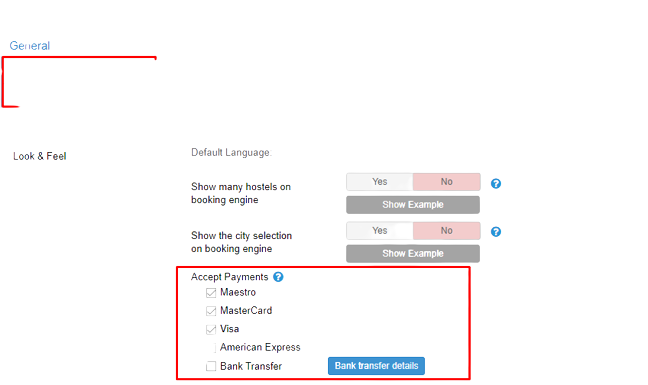 General
Look & Feel
Default Language
Show many hostels on
booking engine
Yes No
?
Show Example
Show the city selection
on booking engine
Yes No
?
Show Example
Accept Payments ?
Maestro
MasterCard
Visa
American Express
Bank Transfer
Bank transfer details